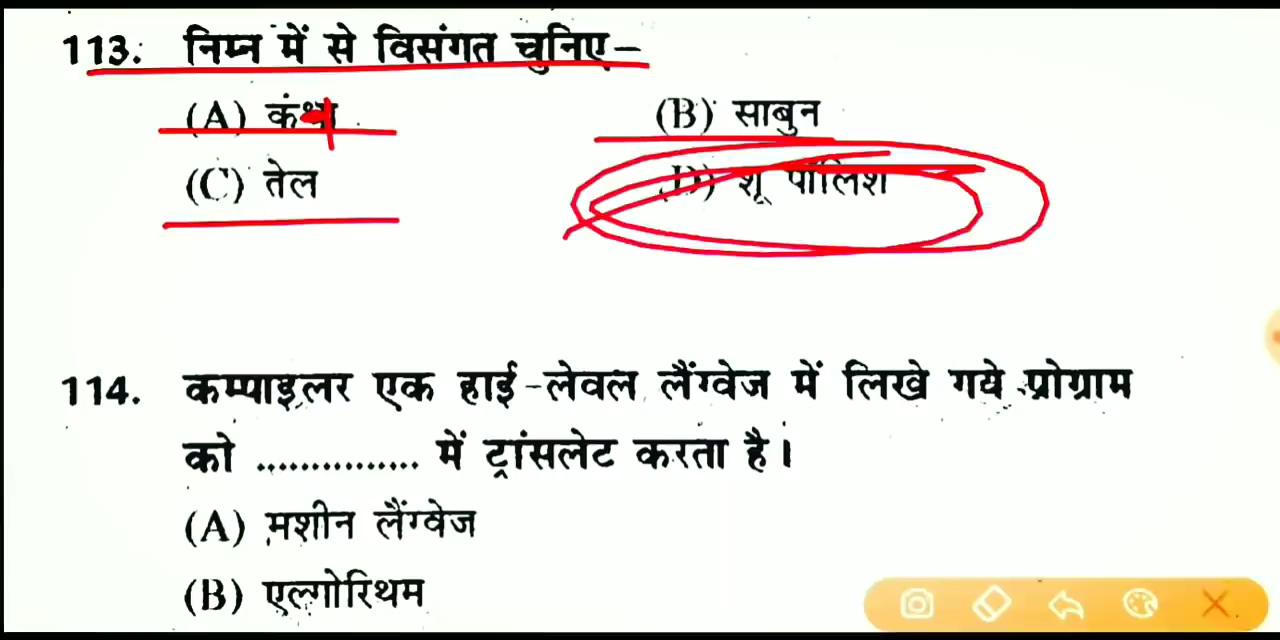 113. निम्न में से विसंगत चुनिए–
(A) कंधा (B) साबुन
(C) तेल (D) शू पॉलिश
114. कम्पाइलर एक हाई-लेवल लैंग्वेज में लिखे गये प्रोग्राम
को ............... में ट्रांसलेट करता है।
(A) मशीन लैंग्वेज
(B) एल्गोरिथम